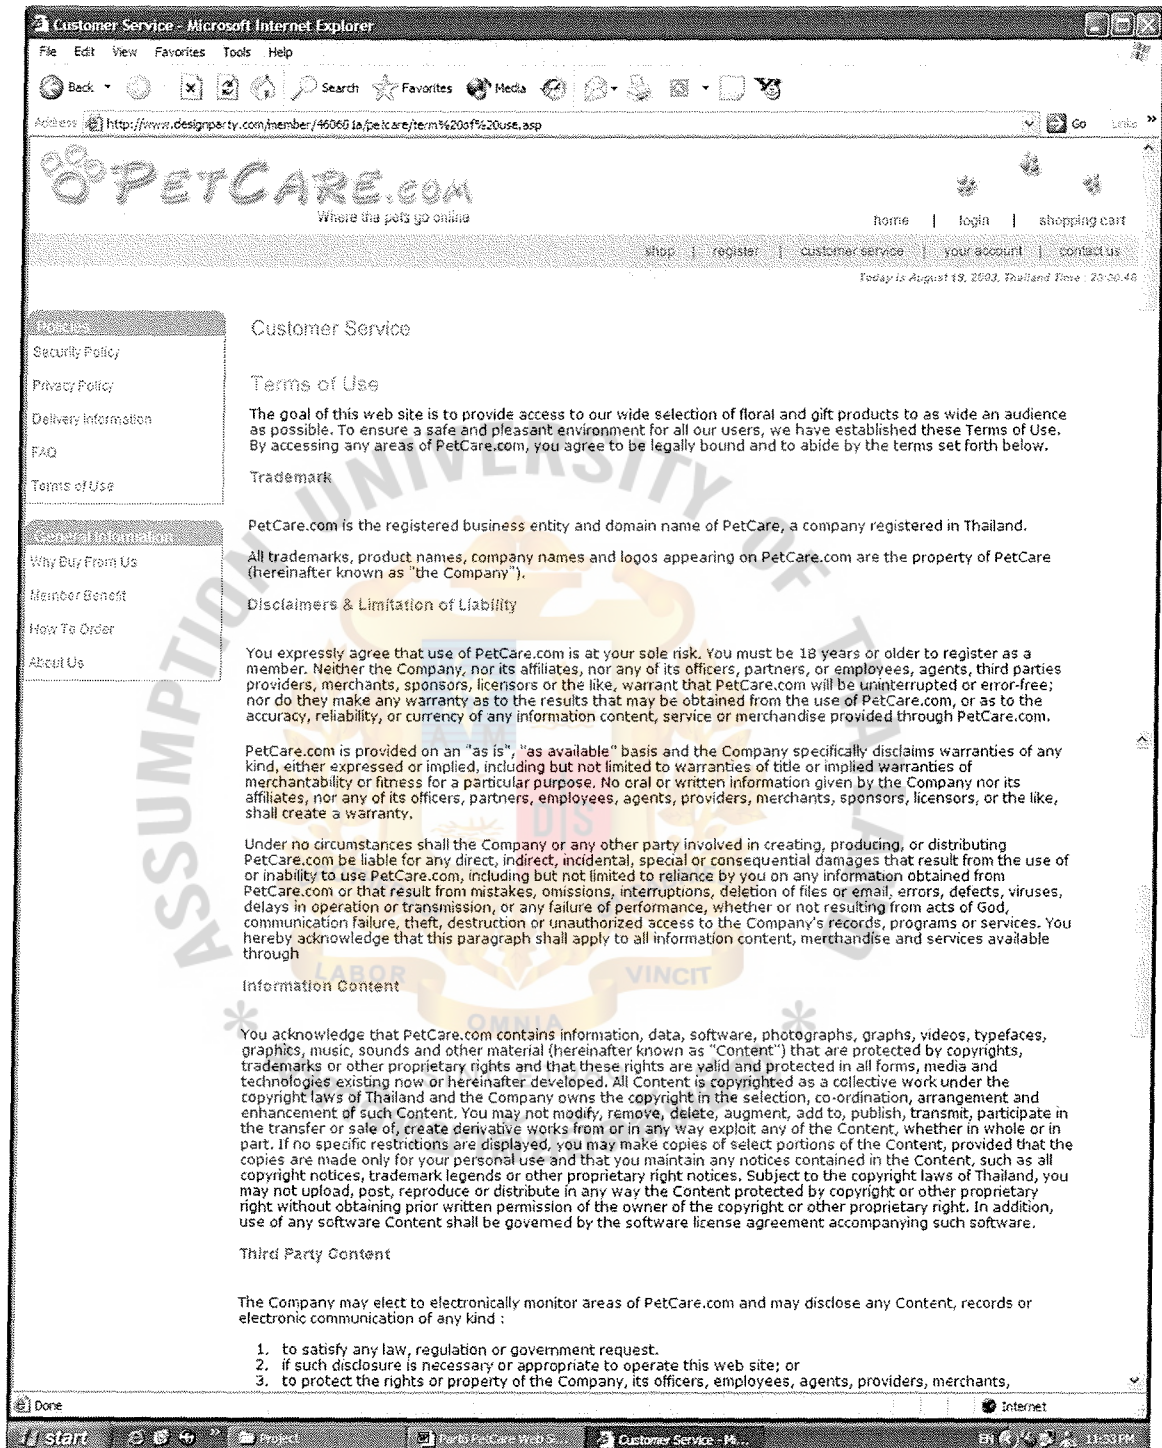 Customer Service - Microsoft Internet Explorer
File Edit View Favorites Tools Help
Back Search Favorites Media
Address http://www.designparty.com/member/460601a/petcare/term%20of%20use.asp Go Links »
PETCARE.COM
Where the pets go online
home | login | shopping cart
shop | register | customer service | your account | contact us
Today is August 19, 2003, Thailand Time :
Policies
Security Policy
Privacy Policy
Delivery Information
FAQ
Terms of Use
General Information
Why Buy From Us
Member Benefit
How To Order
About Us
Customer Service
Terms of Use
The goal of this web site is to provide access to our wide selection of floral and gift products to as wide an audience
as possible. To ensure a safe and pleasant environment for all our users, we have established these Terms of Use.
By accessing any areas of PetCare.com, you agree to be legally bound and to abide by the terms set forth below.
Trademark
PetCare.com is the registered business entity and domain name of PetCare, a company registered in Thailand.
All trademarks, product names, company names and logos appearing on PetCare.com are the property of PetCare
(hereinafter known as "the Company").
Disclaimers & Limitation of Liability
You expressly agree that use of PetCare.com is at your sole risk. You must be 18 years or older to register as a
member. Neither the Company, nor its affiliates, nor any of its officers, partners, or employees, agents, third parties
providers, merchants, sponsors, licensors or the like, warrant that PetCare.com will be uninterrupted or error-free;
nor do they make any warranty as to the results that may be obtained from the use of PetCare.com, or as to the
accuracy, reliability, or currency of any information content, service or merchandise provided through PetCare.com.
PetCare.com is provided on an "as is", "as available" basis and the Company specifically disclaims warranties of any
kind, either expressed or implied, including but not limited to warranties of title or implied warranties of
merchantability or fitness for a particular purpose. No oral or written information given by the Company nor its
affiliates, nor any of its officers, partners, employees, agents, providers, merchants, sponsors, licensors, or the like,
shall create a warranty.
Under no circumstances shall the Company or any other party involved in creating, producing, or distributing
PetCare.com be liable for any direct, indirect, incidental, special or consequential damages that result from the use of
or inability to use PetCare.com, including but not limited to reliance by you on any information obtained from
PetCare.com or that result from mistakes, omissions, interruptions, deletion of files or email, errors, defects, viruses,
delays in operation or transmission, or any failure of performance, whether or not resulting from acts of God,
communication failure, theft, destruction or unauthorized access to the Company's records, programs or services. You
hereby acknowledge that this paragraph shall apply to all information content, merchandise and services available
through
Information Content
You acknowledge that PetCare.com contains information, data, software, photographs, graphs, videos, typefaces,
graphics, music, sounds and other material (hereinafter known as "Content") that are protected by copyrights,
trademarks or other proprietary rights and that these rights are valid and protected in all forms, media and
technologies existing now or hereinafter developed. All Content is copyrighted as a collective work under the
copyright laws of Thailand and the Company owns the copyright in the selection, co-ordination, arrangement and
enhancement of such Content. You may not modify, remove, delete, augment, add to, publish, transmit, participate in
the transfer or sale of, create derivative works from or in any way exploit any of the Content, whether in whole or in
part. If no specific restrictions are displayed, you may make copies of select portions of the Content, provided that the
copies are made only for your personal use and that you maintain any notices contained in the Content, such as all
copyright notices, trademark legends or other proprietary right notices. Subject to the copyright laws of Thailand, you
may not upload, post, reproduce or distribute in any way the Content protected by copyright or other proprietary
right without obtaining prior written permission of the owner of the copyright or other proprietary right. In addition,
use of any software Content shall be governed by the software license agreement accompanying such software.
Third Party Content
The Company may elect to electronically monitor areas of PetCare.com and may disclose any Content, records or
electronic communication of any kind :
1. to satisfy any law, regulation or government request.
2. if such disclosure is necessary or appropriate to operate this web site; or
3. to protect the rights or property of the Company, its officers, employees, agents, providers, merchants,
Done Internet
start » Project Part6 PetCare Web S... Customer Service - Mi... EN 11:33 PM
ASSUMPTION UNIVERSITY OF THAILAND
A M
DIS
LABOR
OMNIA
VINCIT